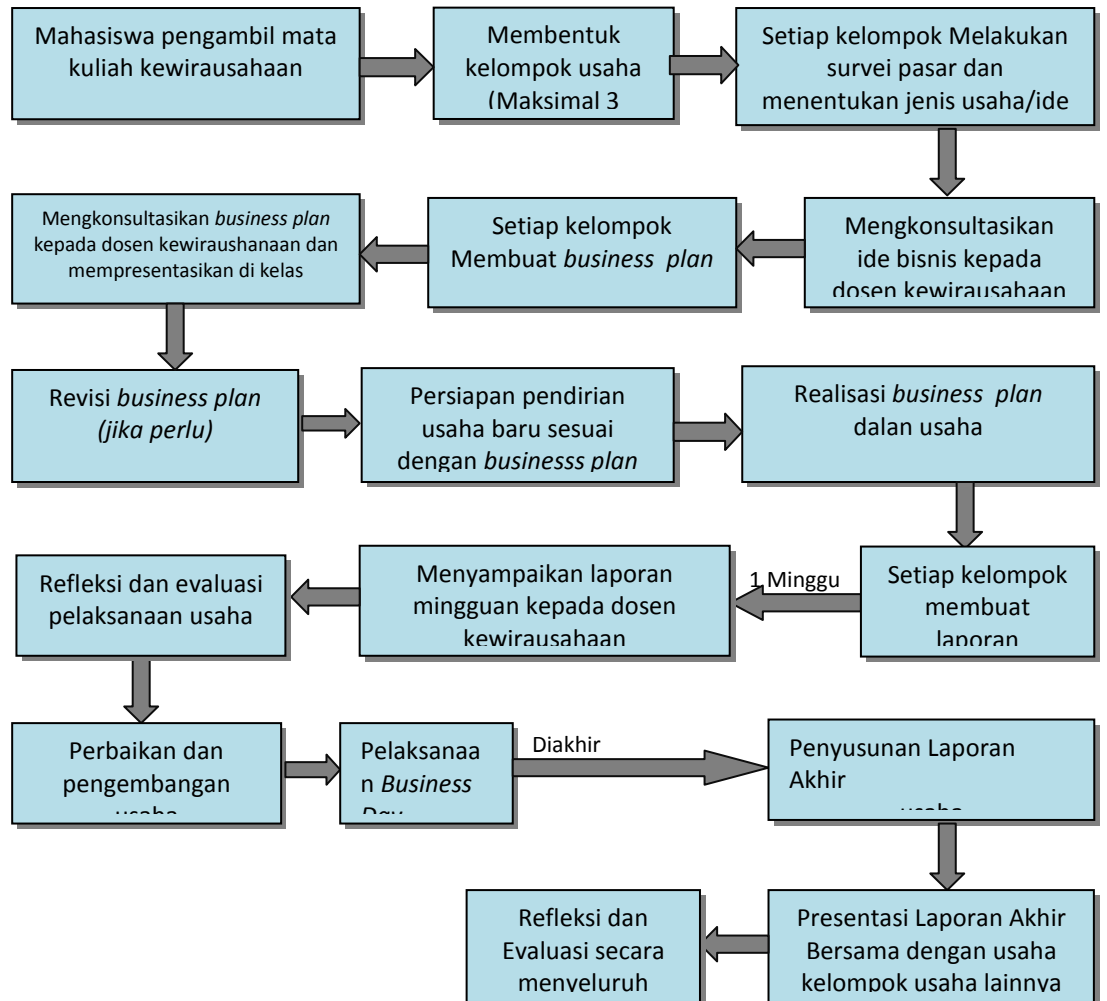 Mahasiswa pengambil mata
kuliah kewirausahaan
Membentuk
kelompok usaha
(Maksimal 3
Setiap kelompok Melakukan
survei pasar dan
menentukan jenis usaha/ide
Mengkonsultasikan
ide bisnis kepada
dosen kewirausahaan
Setiap kelompok
Membuat business plan
Mengkonsultasikan business plan
kepada dosen kewiraushanaan dan
mempresentasikan di kelas
Revisi business plan
(jika perlu)
Persiapan pendirian
usaha baru sesuai
dengan businesss plan
Realisasi business plan
dalan usaha
Setiap kelompok
membuat
laporan
1 Minggu
Menyampaikan laporan
mingguan kepada dosen
kewirausahaan
Refleksi dan evaluasi
pelaksanaan usaha
Perbaikan dan
pengembangan
usaha
Pelaksanaa
n Business
Day
Diakhir
Penyusunan Laporan
Akhir
usaha
Presentasi Laporan Akhir
Bersama dengan usaha
kelompok usaha lainnya
Refleksi dan
Evaluasi secara
menyeluruh